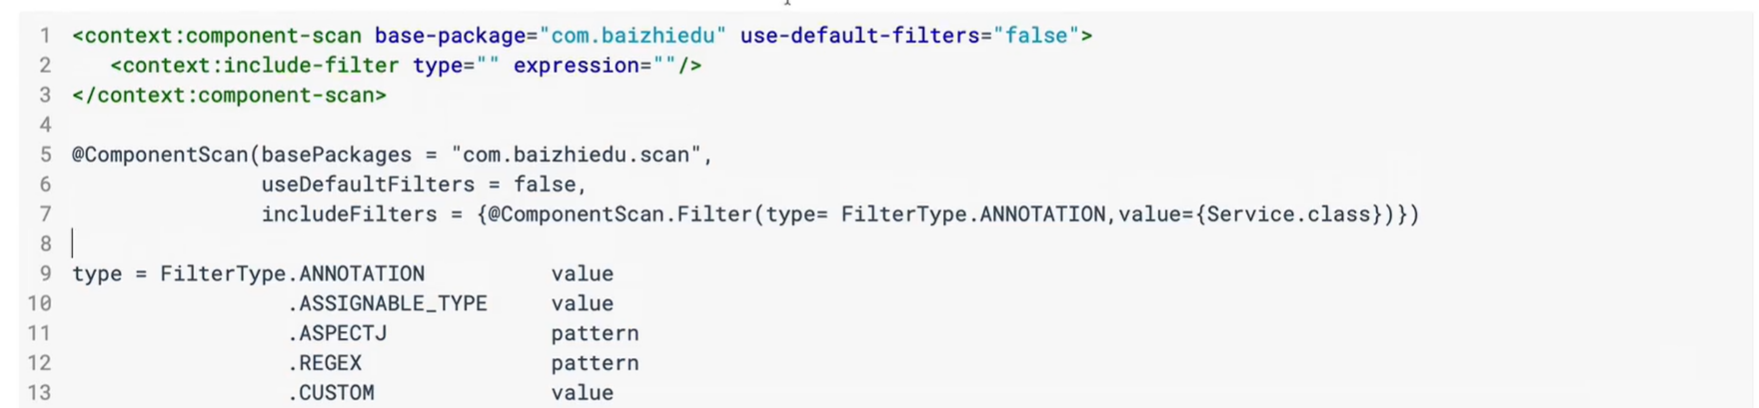 1 <context:component-scan base-package="com.baizhiedu" use-default-filters="false">
2    <context:include-filter type="" expression=""/>
3 </context:component-scan>
4
5 @ComponentScan(basePackages = "com.baizhiedu.scan",
6                useDefaultFilters = false,
7                includeFilters = {@ComponentScan.Filter(type= FilterType.ANNOTATION,value={Service.class})})
8
9 type = FilterType.ANNOTATION          value
10                  .ASSIGNABLE_TYPE     value
11                  .ASPECTJ             pattern
12                  .REGEX               pattern
13                  .CUSTOM              value